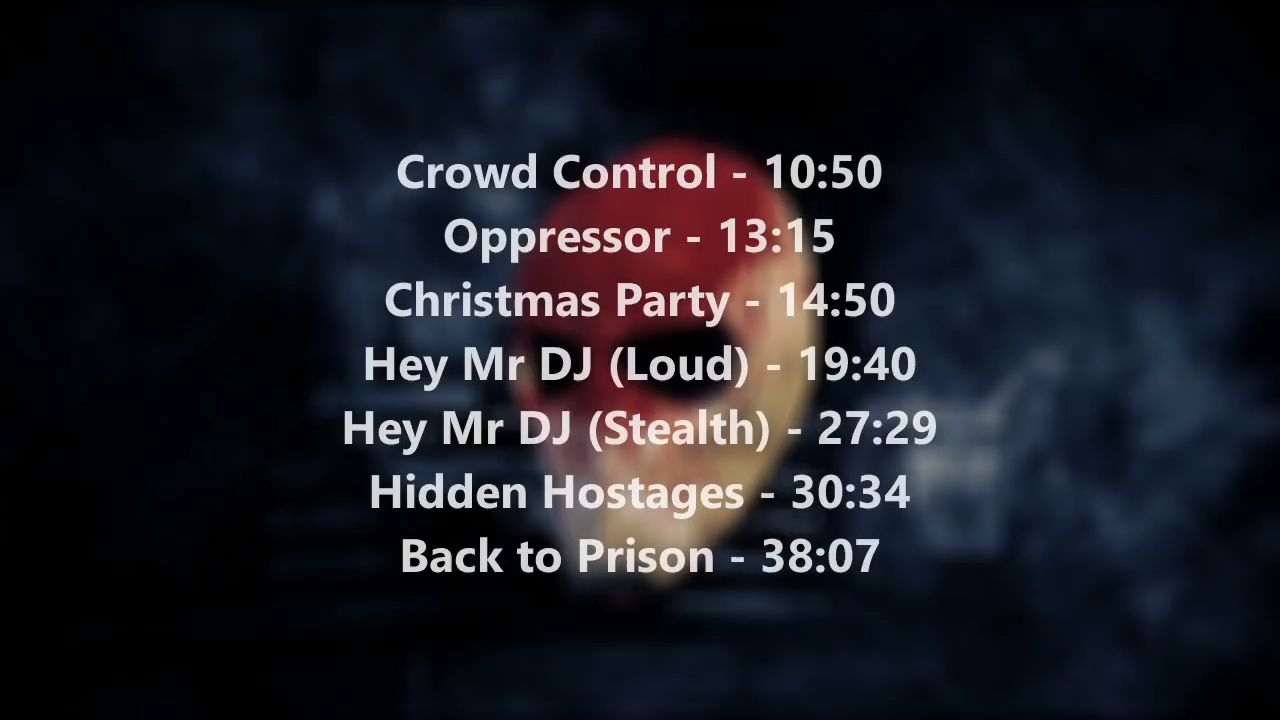 Crowd Control - 10:50
Oppressor - 13:15
Christmas Party - 14:50
Hey Mr DJ (Loud) - 19:40
Hey Mr DJ (Stealth) - 27:29
Hidden Hostages - 30:34
Back to Prison - 38:07